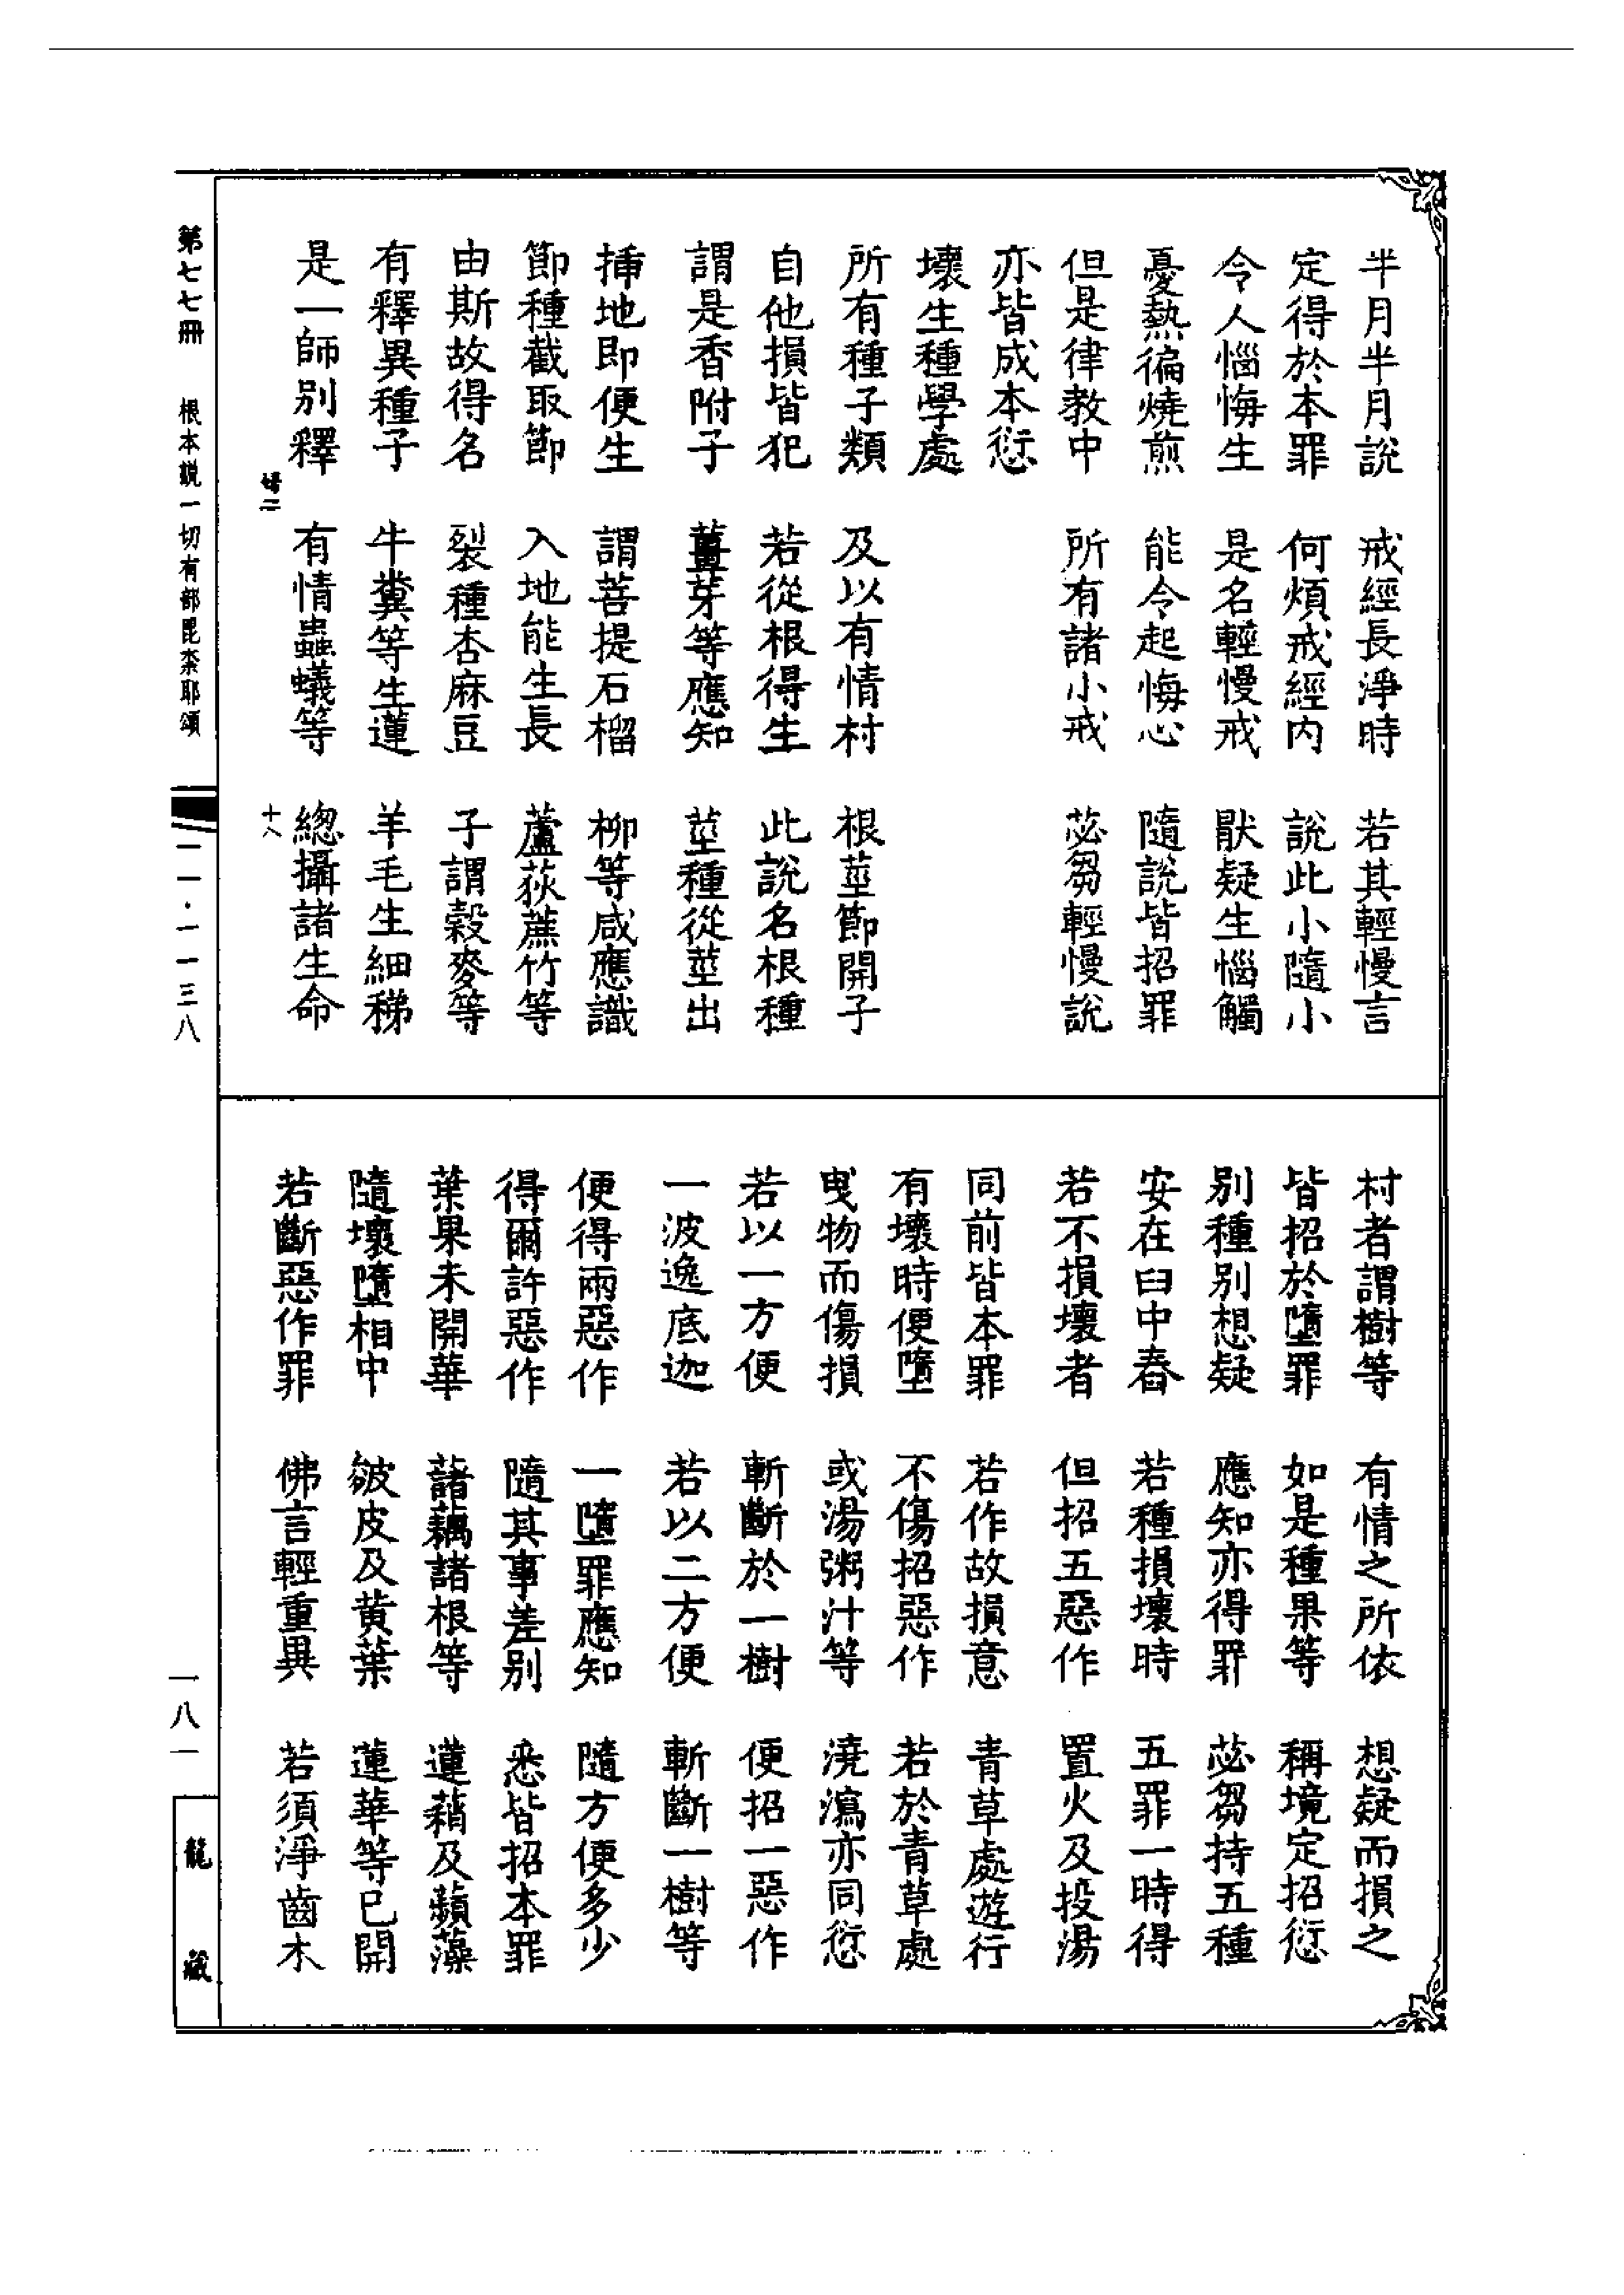 半月半月說　戒經長淨時　若其輕慢言
定得於本罪　何煩戒經內　說此小隨小
令人惱悔生　是名輕慢戒　猒疑生惱觸
憂熱徧燒煎　能令起悔心　隨說皆招罪
但是律教中　所有諸小戒　苾芻輕慢說
亦皆成本愆
壞生種學處
所有種子類　及以有情村　根莖節開子
自他損皆犯　若從根得生　此說名根種
謂是香附子　薑芽等應知　莖種從莖出
揷地即便生　謂菩提石榴　柳等咸應識
節種截取節　入地能生長　蘆荻蔗竹等
由斯故得名　裂種杏麻豆　子謂穀麥等
有釋異種子　牛糞等生蓮　羊毛生細稊
是一師別釋　有情蟲蟻等　緫攝諸生命
十八
村者謂樹等　有情之所依　想疑而損之
皆招於墮罪　如是種果等　稱境定招愆
別種別想疑　應知亦得罪　苾芻持五種
安在臼中舂　若種損壞時　五罪一時得
若不損壞者　但招五惡作　置火及投湯
同前皆本罪　若作故損意　青草處遊行
有壞時便墮　不傷招惡作　若於青草處
曳物而傷損　或湯粥汁等　澆瀉亦同愆
若以一方便　斬斷於一樹　便招一惡作
一波逸底迦　若以二方便　斬斷一樹等
便得兩惡作　一墮罪應知　隨方便多少
得爾許惡作　隨其事差別　悉皆招本罪
葉果未開華　諸藕諸根等　蓮䕠及蘋藻
隨壞墮相中　皴皮及黄葉　蓮華等已開
若斷惡作罪　佛言輕重異　若須淨齒木
第七七冊　根本說一切有部毘奈耶頌
一一一·一一三八
一八一
龍藏